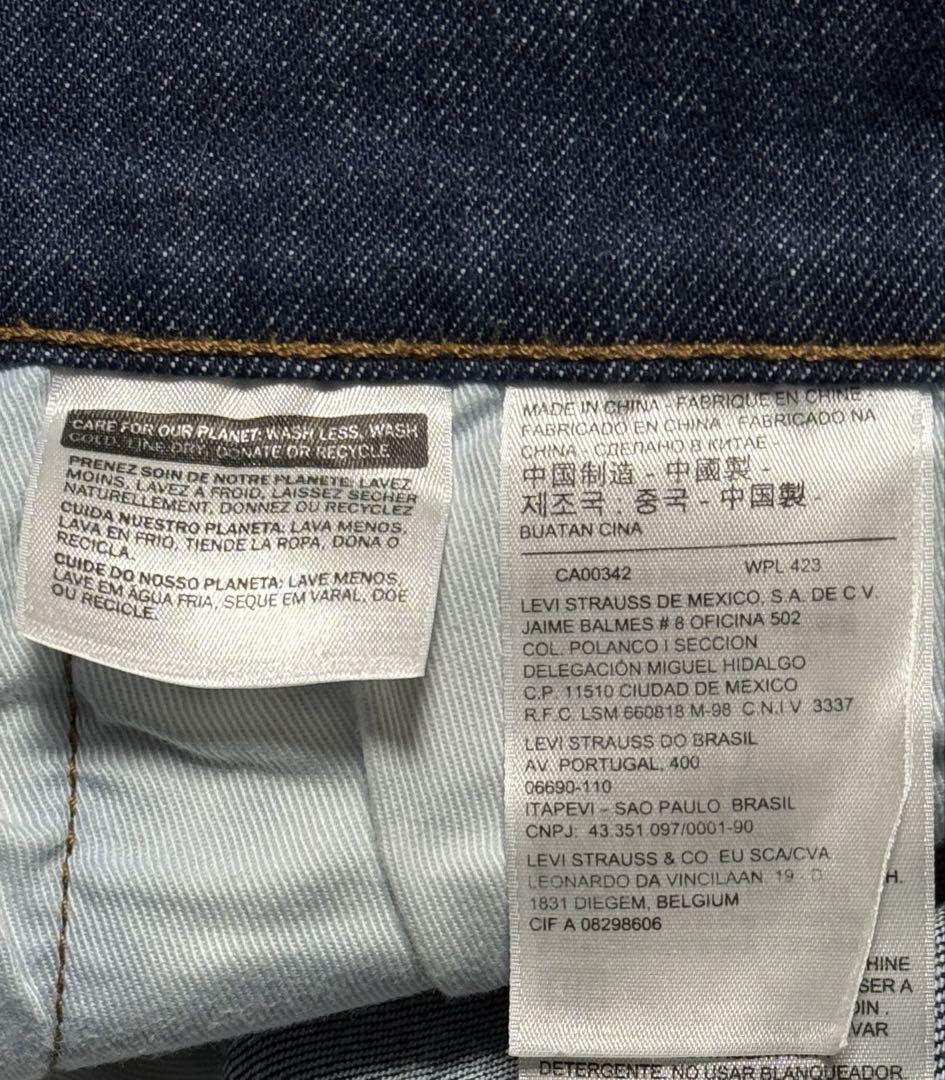 CARE FOR OUR PLANET: WASH LESS, WASH
COLD, LINE DRY, DONATE OR RECYCLE
PRENEZ SOIN DE NOTRE PLANETE: LAVEZ
MOINS, LAVEZ A FROID, LAISSEZ SECHER
NATURELLEMENT, DONNEZ OU RECYCLEZ
CUIDA NUESTRO PLANETA: LAVA MENOS,
LAVA EN FRIO, TIENDE LA ROPA, DONA O
RECICLA.
CUIDE DO NOSSO PLANETA: LAVE MENOS,
LAVE EM ÁGUA FRIA, SEQUE EM VARAL, DOE
OU RECICLE.
MADE IN CHINA - FABRIQUE EN CHINE -
FABRICADO EN CHINA - FABRICADO NA
CHINA - СДЕЛАНО В КИТАЕ
中国制造 - 中國製 -
제조국 : 중국 - 中国製 -
BUATAN CINA
CA00342 WPL 423
LEVI STRAUSS DE MEXICO, S.A. DE C V.
JAIME BALMES # 8 OFICINA 502
COL. POLANCO I SECCION
DELEGACIÓN MIGUEL HIDALGO
C.P. 11510 CIUDAD DE MEXICO
R.F.C. LSM 660818 M-98 C.N.I V 3337
LEVI STRAUSS DO BRASIL
AV. PORTUGAL, 400
06690-110
ITAPEVI – SAO PAULO BRASIL
CNPJ: 43.351.097/0001-90
LEVI STRAUSS & CO. EU SCA/CVA
LEONARDO DA VINCILAAN 19 - D
1831 DIEGEM, BELGIUM
CIF A 08298606
H.
HINE
SER A
DIN .
VAR
DETERGENTE. NO USAR BLANQUEADOR